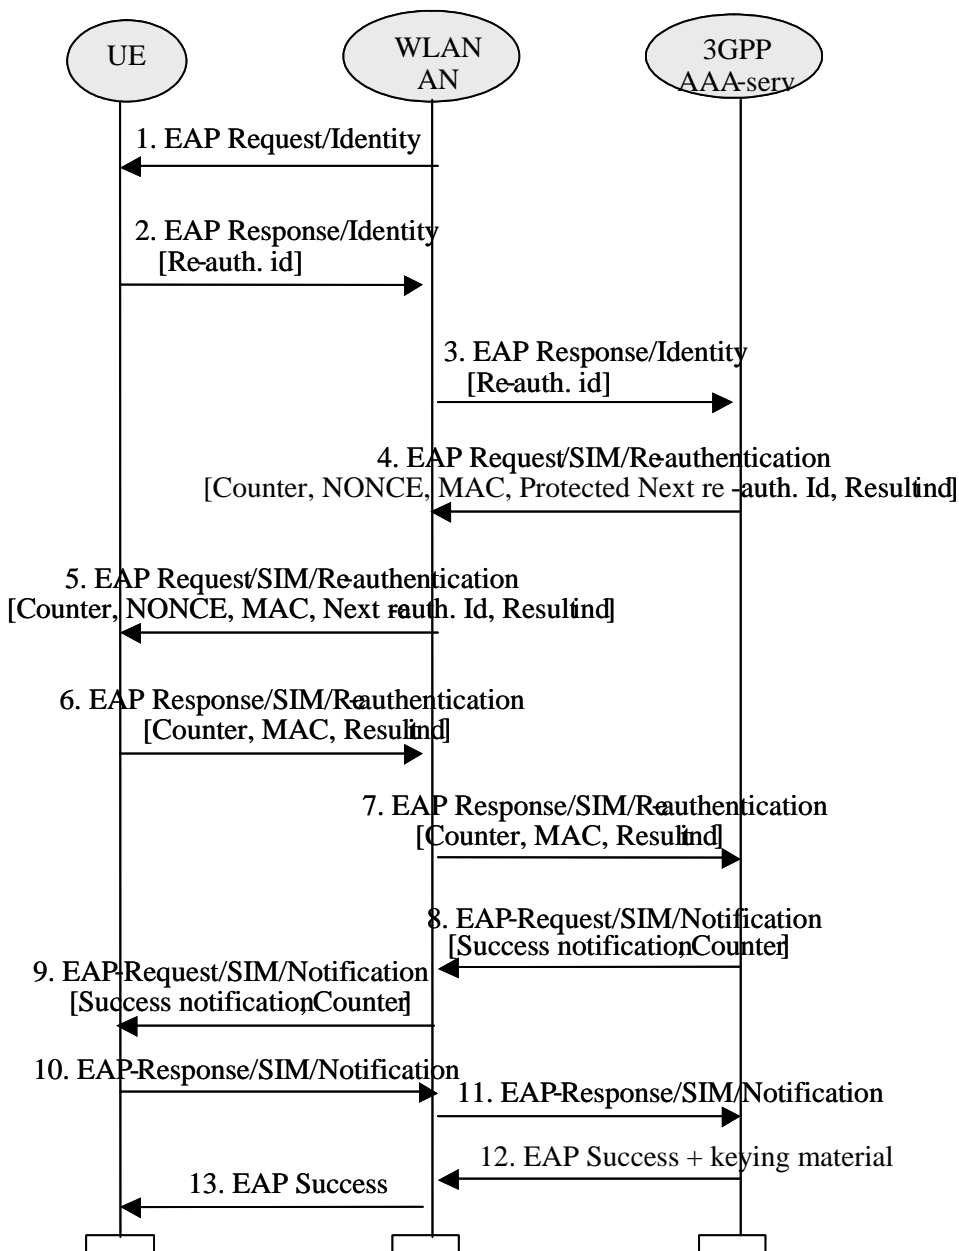 UE
WLAN
AN
3GPP
AAA-serv
1. EAP Request/Identity
2. EAP Response/Identity
[Re-auth. id]
3. EAP Response/Identity
[Re-auth. id]
4. EAP Request/SIM/Re-authentication
[Counter, NONCE, MAC, Protected Next re-auth. Id, Result ind]
5. EAP Request/SIM/Re-authentication
[Counter, NONCE, MAC, Next re-auth. Id, Result ind]
6. EAP Response/SIM/Re-authentication
[Counter, MAC, Result ind]
7. EAP Response/SIM/Re-authentication
[Counter, MAC, Result ind]
8. EAP-Request/SIM/Notification
[Success notification, Counter]
9. EAP-Request/SIM/Notification
[Success notification, Counter]
10. EAP-Response/SIM/Notification
11. EAP-Response/SIM/Notification
12. EAP Success + keying material
13. EAP Success